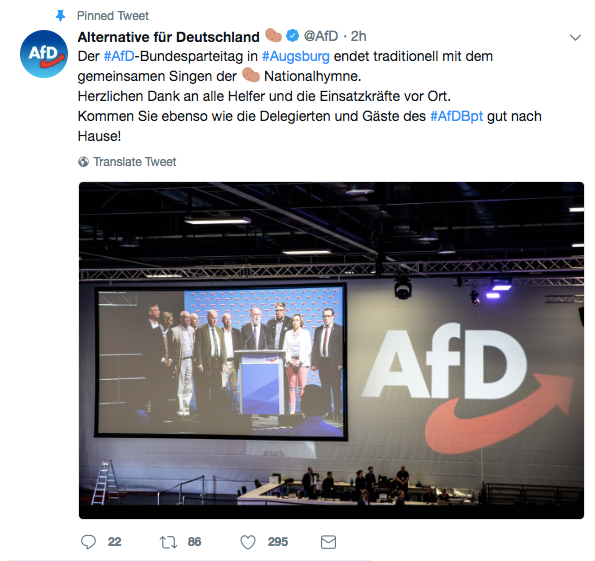 Pinned Tweet
Alternative für Deutschland 🥔 @AfD · 2h
Der #AfD-Bundesparteitag in #Augsburg endet traditionell mit dem
gemeinsamen Singen der 🥔 Nationalhymne.
Herzlichen Dank an alle Helfer und die Einsatzkräfte vor Ort.
Kommen Sie ebenso wie die Delegierten und Gäste des #AfDBpt gut nach
Hause!
Translate Tweet
AfD
AfD
22 86 295